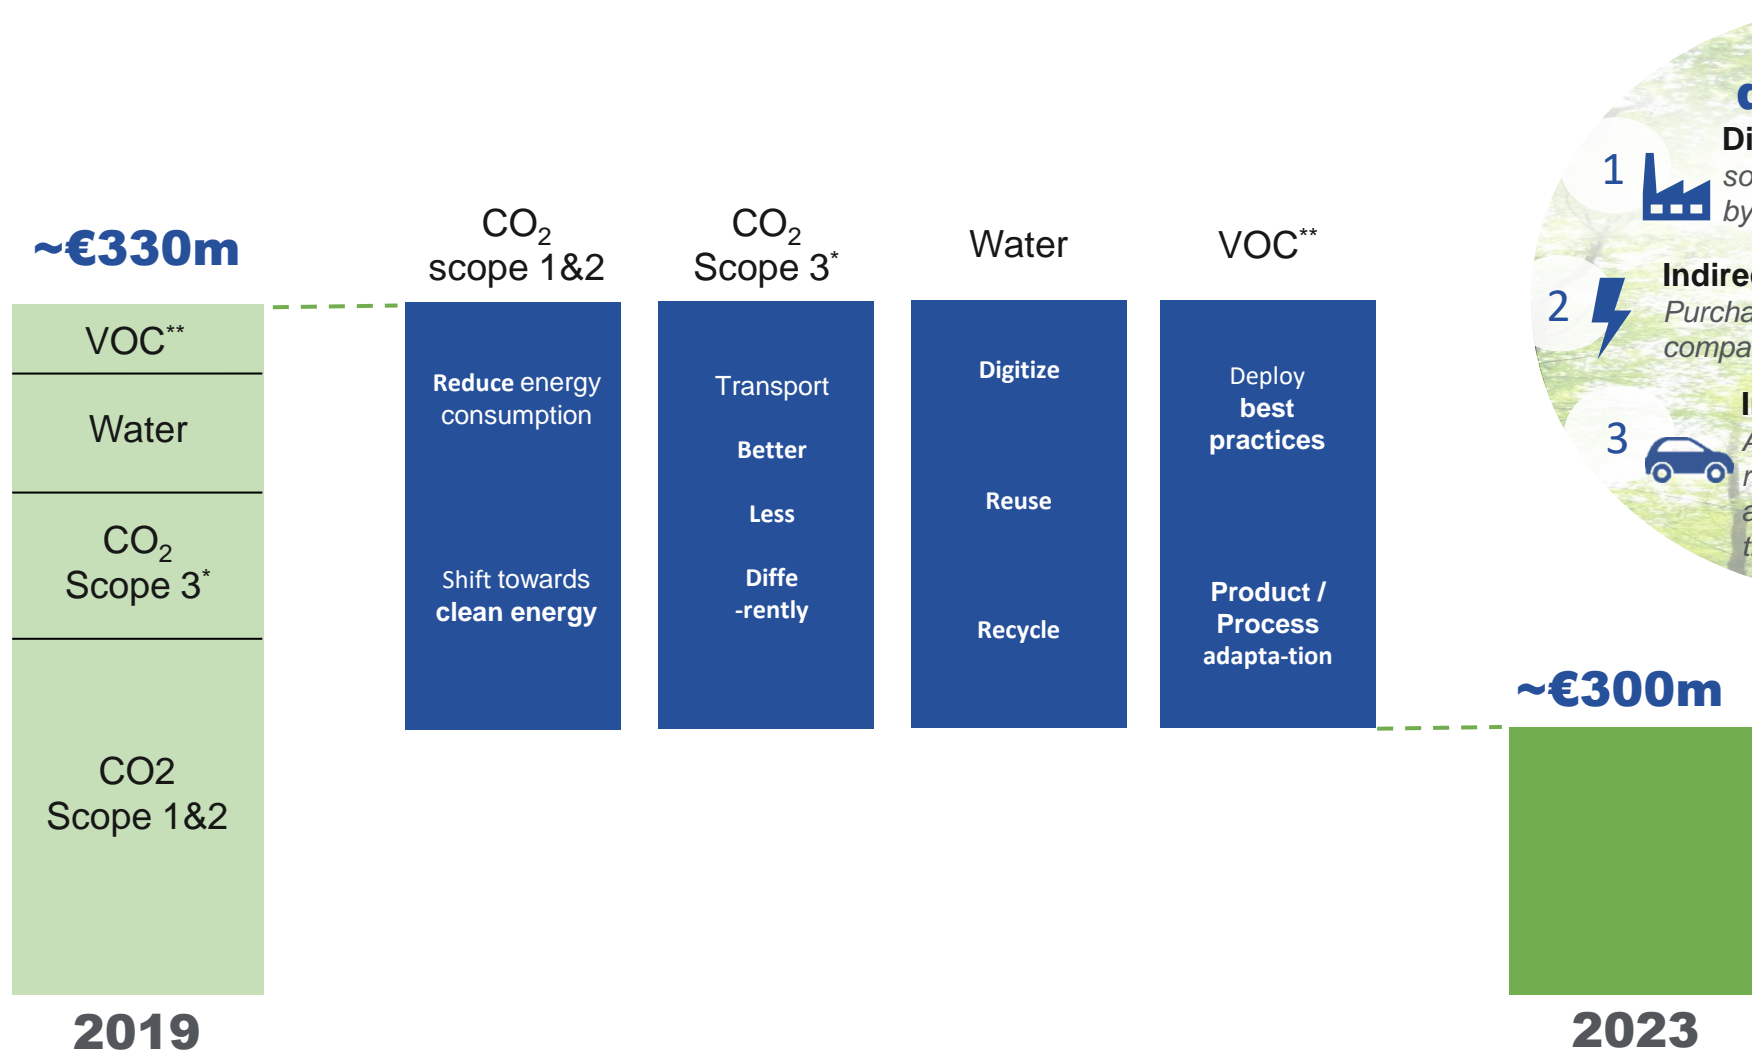 ~€330m
VOC**
Water
CO2
Scope 3*
CO2
Scope 1&2
2019
CO2
scope 1&2
Reduce energy
consumption
Shift towards
clean energy
CO2
Scope 3*
Transport
Better
Less
Diffe
-rently
Water
Digitize
Reuse
Recycle
VOC**
Deploy
best
practices
Product /
Process
adapta-tion
~€300m
2023
1
by
2
3